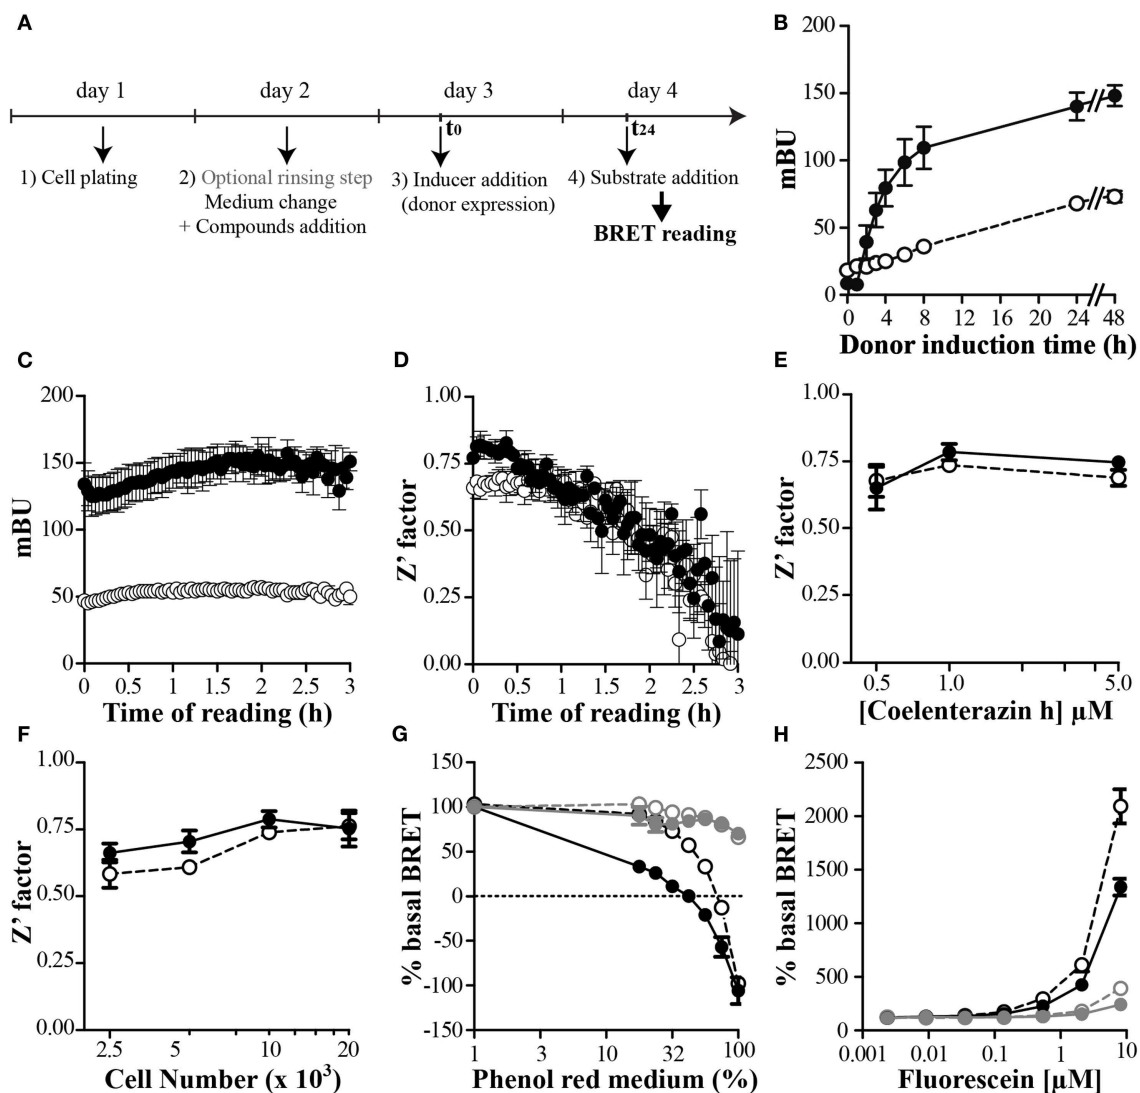 A
day 1 day 2 day 3 day 4
t0 t24
1) Cell plating
2) Optional rinsing step
Medium change
+ Compounds addition
3) Inducer addition
(donor expression)
4) Substrate addition
BRET reading
B
mBU
200
150
100
50
0
0 4 8 12 16 20 24 48
Donor induction time (h)
C
mBU
200
150
100
50
0
0 0.5 1 1.5 2 2.5 3
Time of reading (h)
D
Z’ factor
1.00
0.75
0.50
0.25
0.00
0 0.5 1 1.5 2 2.5 3
Time of reading (h)
E
Z’ factor
1.00
0.75
0.50
0.25
0.00
0.5 1.0 5.0
[Coelenterazin h] µM
F
Z’ factor
1.00
0.75
0.50
0.25
0.00
2.5 5 10 20
Cell Number (x 10³)
G
% basal BRET
150
100
50
0
-50
-100
-150
1 3 10 32 100
Phenol red medium (%)
H
% basal BRET
2500
2000
1500
1000
500
0
0.001 0.01 0.1 1 10
Fluorescein [µM]